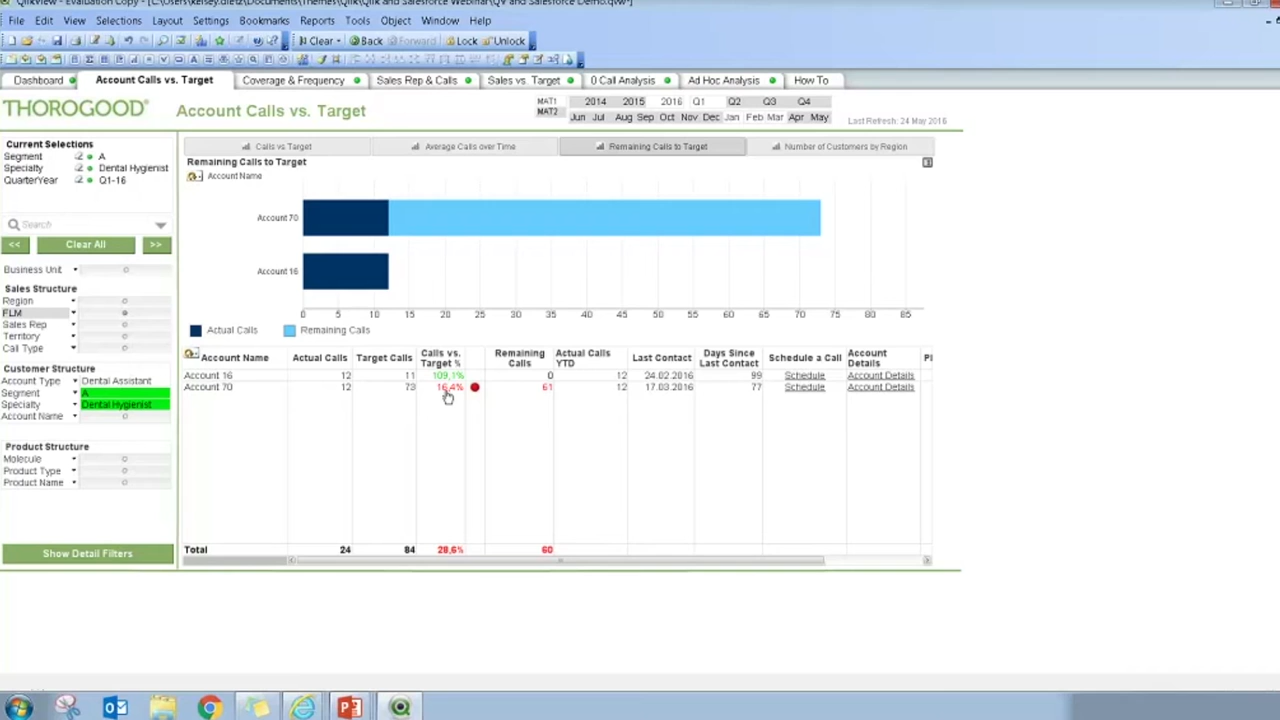 QlikView - Evaluation Copy - [C:\Users\kelsey.dietz\Documents\Themes\Qlik\Qlik and Salesforce Webinar\QV and Salesforce Demo.qvw*]
File Edit View Selections Layout Settings Bookmarks Reports Tools Object Window Help
Clear Back Forward Lock Unlock
Dashboard Account Calls vs. Target Coverage & Frequency Sales Rep & Calls Sales vs. Target 0 Call Analysis Ad Hoc Analysis How To
THOROGOOD® Account Calls vs. Target
MAT1 2014 2015 2016 Q1 Q2 Q3 Q4
MAT2 Jun Jul Aug Sep Oct Nov Dec Jan Feb Mar Apr May
Last Refresh: 24 May 2016
Current Selections
Segment A
Specialty Dental Hygienist
QuarterYear Q1-16
Search
<< Clear All >>
Business Unit
Sales Structure
Region
FLM
Sales Rep
Territory
Call Type
Customer Structure
Account Type Dental Assistant
Segment A
Specialty Dental Hygienist
Account Name
Product Structure
Molecule
Product Type
Product Name
Show Detail Filters
Calls vs Target Average Calls over Time Remaining Calls to Target Number of Customers by Region
Remaining Calls to Target
Account Name
Account 70
Account 16
0 5 10 15 20 25 30 35 40 45 50 55 60 65 70 75 80 85
Actual Calls Remaining Calls
Account Name Actual Calls Target Calls Calls vs. Target % Remaining Calls Actual Calls YTD Last Contact Days Since Last Contact Schedule a Call Account Details Pl
Account 16 12 11 109,1% 0 12 24.02.2016 99 Schedule Account Details
Account 70 12 73 16,4% 61 12 17.03.2016 77 Schedule Account Details
Total 24 84 28,6% 60